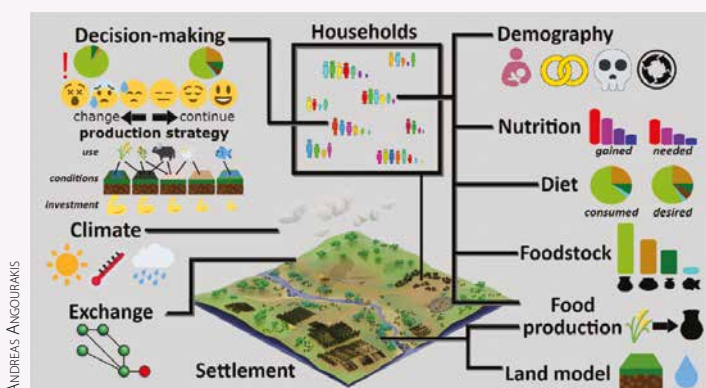 Decision-making
Households
Demography
!
change
continue
production strategy
use
conditions
investment
Nutrition
gained
needed
Diet
consumed
desired
Climate
Foodstock
Exchange
Food
production
Settlement
Land model
ANDREAS ANGOURAKIS